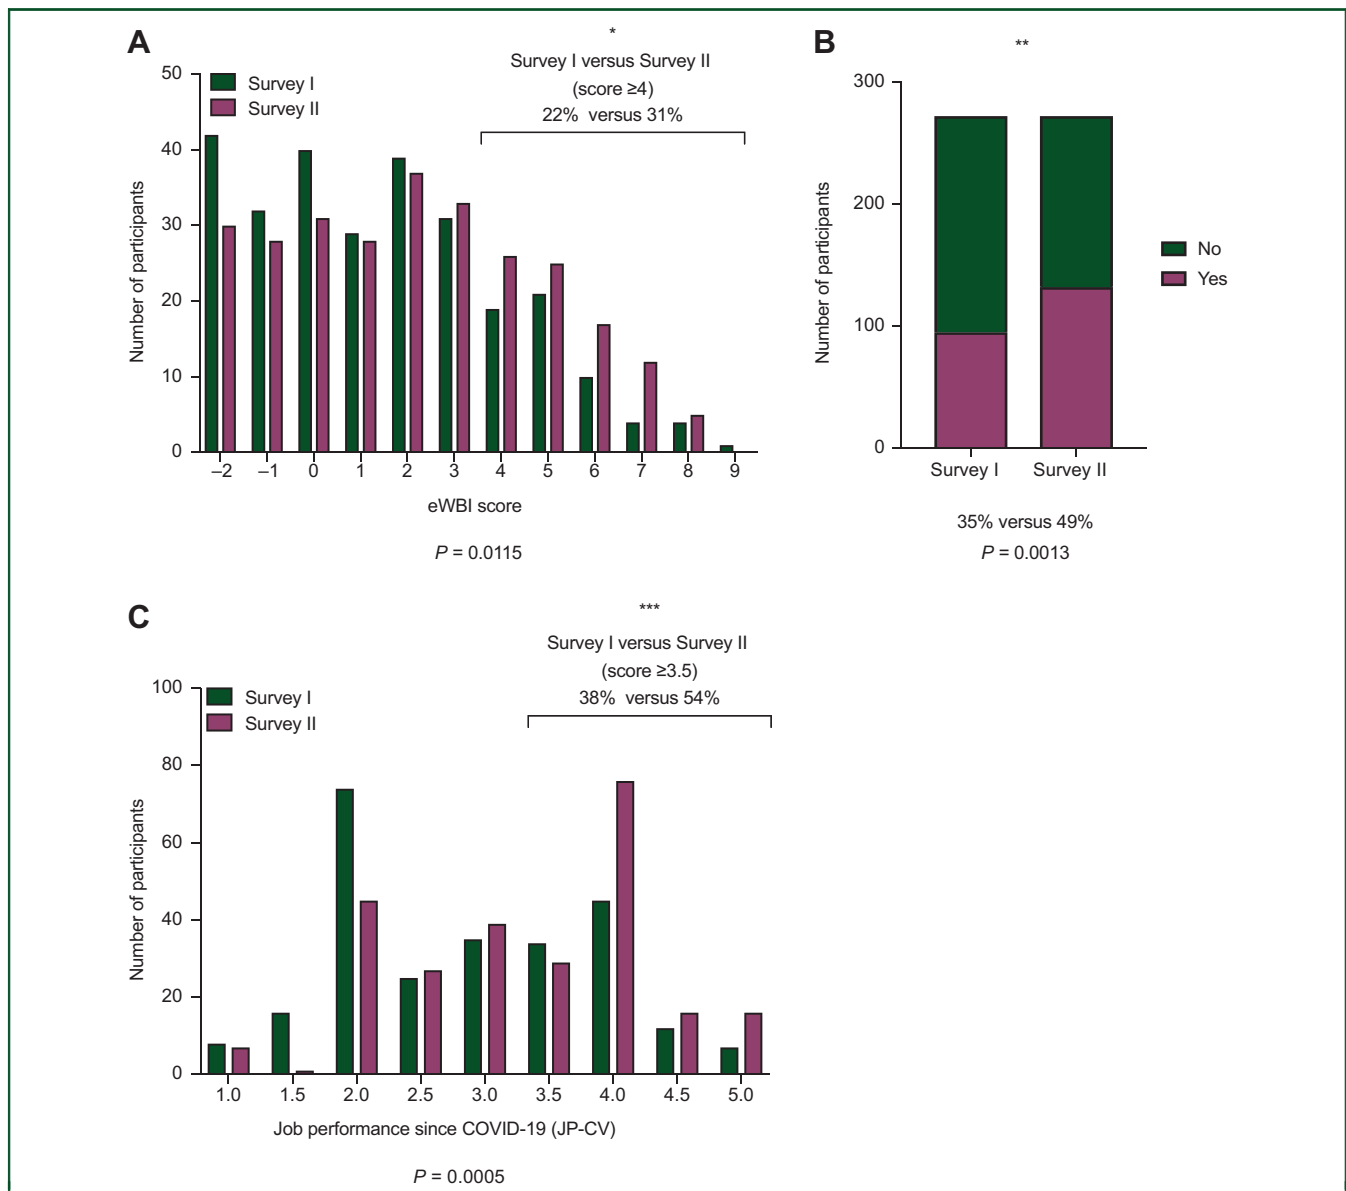 A
*
Survey I versus Survey II
(score ≥4)
22% versus 31%
Survey I
Survey II
50
40
30
20
10
0
Number of participants
–2 –1 0 1 2 3 4 5 6 7 8 9
eWBI score
P = 0.0115
B
**
300
200
100
0
Number of participants
No
Yes
Survey I Survey II
35% versus 49%
P = 0.0013
C
***
Survey I versus Survey II
(score ≥3.5)
38% versus 54%
Survey I
Survey II
100
80
60
40
20
0
Number of participants
1.0 1.5 2.0 2.5 3.0 3.5 4.0 4.5 5.0
Job performance since COVID-19 (JP-CV)
P = 0.0005